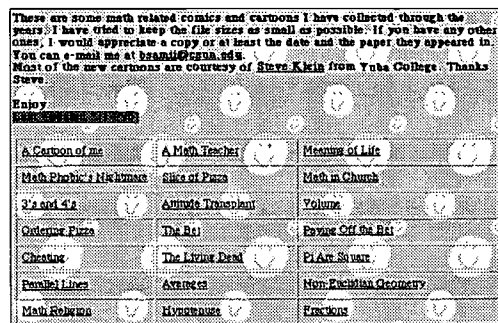 These are some math related comics and cartoons I have collected through the
years. I have tried to keep the file sizes as small as possible. If you have any other
ones, I would appreciate a copy or at least the date and the paper they appeared in.
You can e-mail me at bsamii@csun.edu.
Most of the new cartoons are courtesy of Steve Klein from Yuba College. Thanks
Steve.
Enjoy
A Cartoon of me A Math Teacher Meaning of Life
Math Phobic's Nightmare Slice of Pizza Math in Church
3's and 4's Attitude Transplant Volume
Ordering Pizza The Bet Paying Off the Bet
Cheating The Living Dead Pi Are Square
Parallel Lines Averages Non-Euclidian Geometry
Math Religion Hypotenuse Fractions